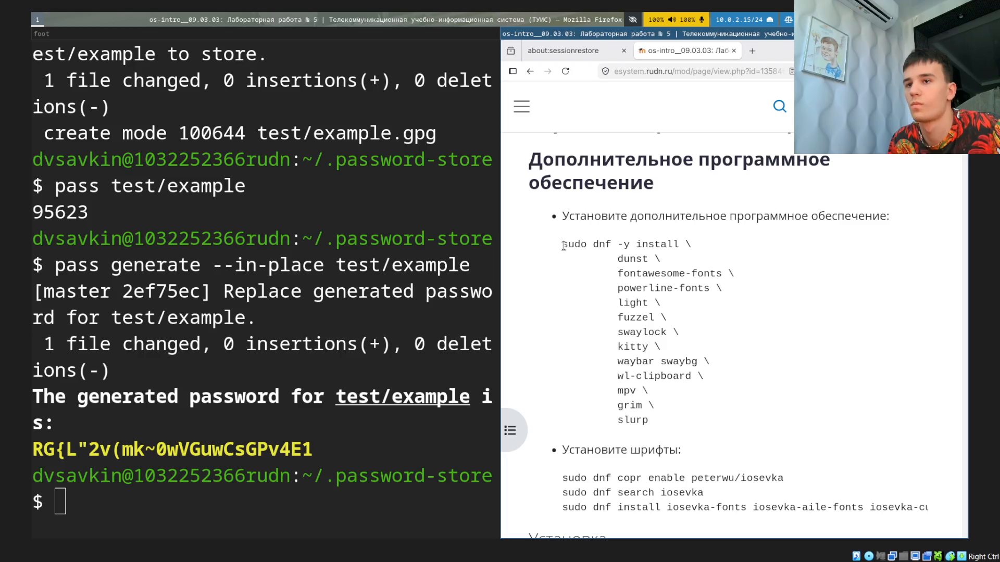 1
os-intro__09.03.03: Лабораторная работа № 5 | Телекоммуникационная учебно-информационная система (ТУИС) — Mozilla Firefox
100% 100%
10.0.2.15/24
foot
est/example to store.
1 file changed, 0 insertions(+), 0 delet
ions(-)
create mode 100644 test/example.gpg
dvsavkin@1032252366rudn:~/.password-store
$ pass test/example
95623
dvsavkin@1032252366rudn:~/.password-store
$ pass generate --in-place test/example
[master 2ef75ec] Replace generated passwo
rd for test/example.
1 file changed, 0 insertions(+), 0 delet
ions(-)
The generated password for test/example i
s:
RG{L"2v(mk~0wVGuwCsGPv4E1
dvsavkin@1032252366rudn:~/.password-store
$
os-intro__09.03.03: Лабораторная работа № 5 | Телекоммуникационная учебно-и
about:sessionrestore
os-intro__09.03.03: Лаб
esystem.rudn.ru/mod/page/view.php?id=13584
Дополнительное программное
обеспечение
• Установите дополнительное программное обеспечение:
sudo dnf -y install \
dunst \
fontawesome-fonts \
powerline-fonts \
light \
fuzzel \
swaylock \
kitty \
waybar swaybg \
wl-clipboard \
mpv \
grim \
slurp
• Установите шрифты:
sudo dnf copr enable peterwu/iosevka
sudo dnf search iosevka
sudo dnf install iosevka-fonts iosevka-aile-fonts iosevka-cu
Установка
Right Ctrl